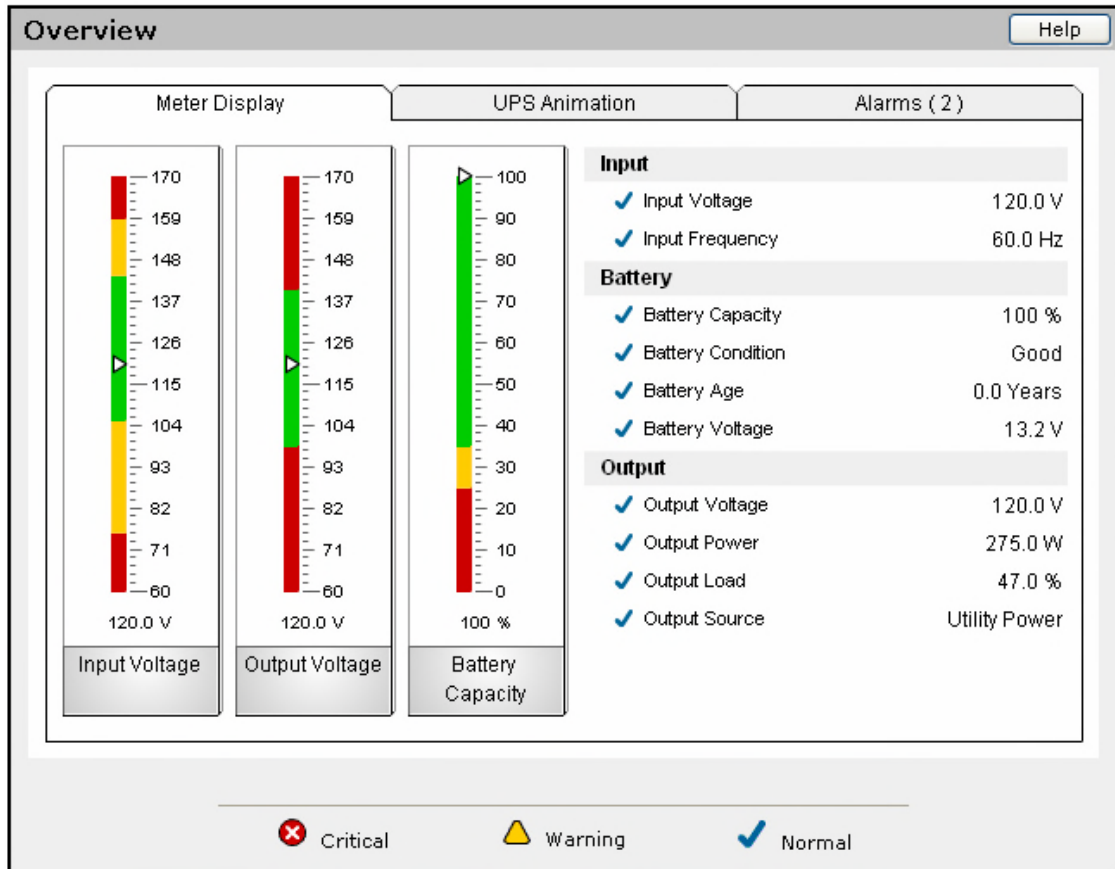 Overview
Help
Meter Display
UPS Animation
Alarms ( 2 )
170
159
148
137
126
115
104
93
82
71
60
120.0 V
Input Voltage
170
159
148
137
126
115
104
93
82
71
60
120.0 V
Output Voltage
100
90
80
70
60
50
40
30
20
10
0
100 %
Battery
Capacity
Input
Input Voltage 120.0 V
Input Frequency 60.0 Hz
Battery
Battery Capacity 100 %
Battery Condition Good
Battery Age 0.0 Years
Battery Voltage 13.2 V
Output
Output Voltage 120.0 V
Output Power 275.0 W
Output Load 47.0 %
Output Source Utility Power
Critical
Warning
Normal